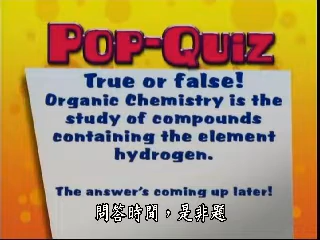 POP-QUIZ
True or false!
Organic Chemistry is the
study of compounds
containing the element
hydrogen.
The answer's coming up later!
問答時間，是非題